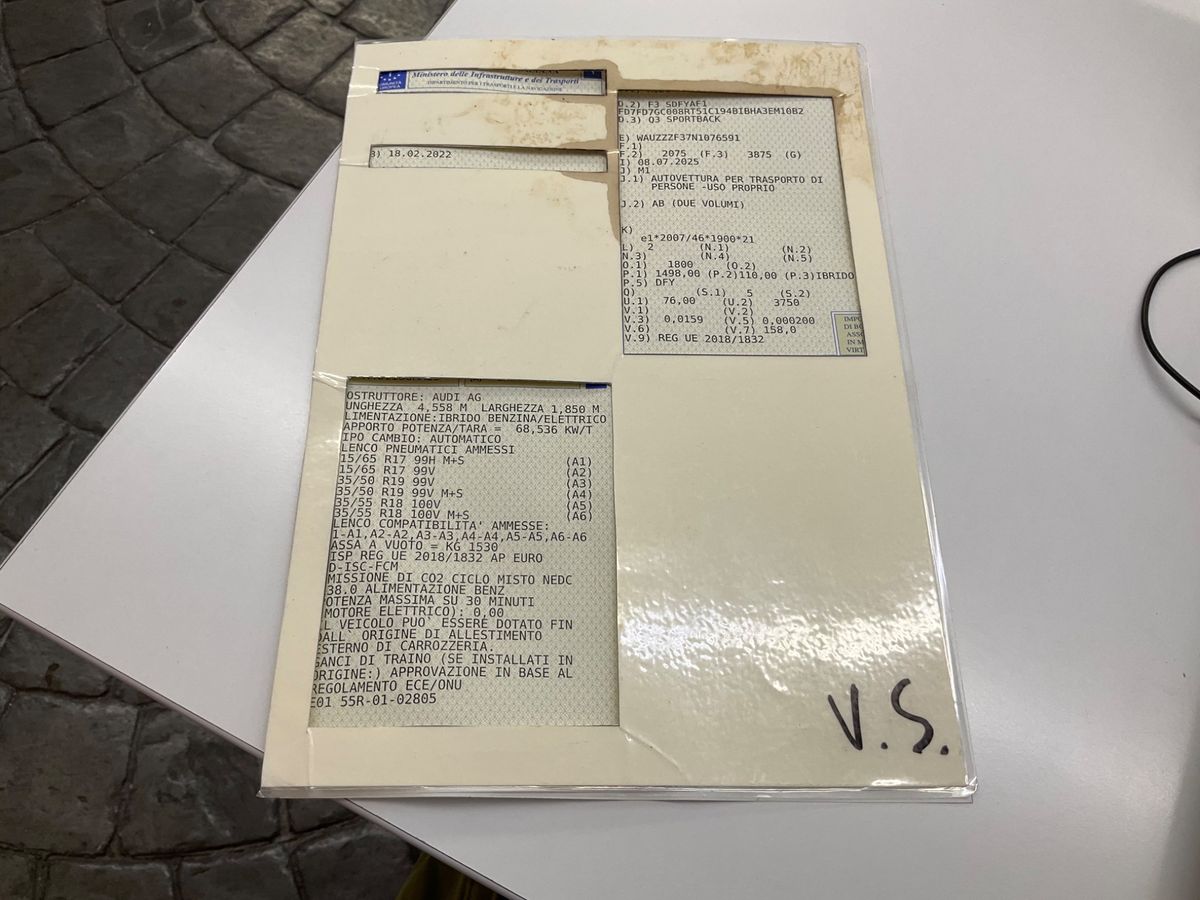 COMUNITÀ
EUROPEA
Ministero delle Infrastrutture e dei Trasporti
DIPARTIMENTO PER I TRASPORTI E LA NAVIGAZIONE
B) 18.02.2022
D.2) F3 SDFYAF1
FD7FD7GC008RT51C194BIBHA3EM10B2
D.3) Q3 SPORTBACK
E) WAUZZZF37N1076591
F.1)
F.2) 2075 (F.3) 3875 (G)
I) 08.07.2025
J) M1
J.1) AUTOVETTURA PER TRASPORTO DI
PERSONE -USO PROPRIO
J.2) AB (DUE VOLUMI)
K)
e1*2007/46*1900*21
L) 2 (N.1) (N.2)
N.3) (N.4) (N.5)
O.1) 1800 (O.2)
P.1) 1498,00 (P.2)110,00 (P.3)IBRIDO
P.5) DFY
Q) (S.1) 5 (S.2)
U.1) 76,00 (U.2) 3750
V.1) (V.2)
V.3) 0,0159 (V.5) 0,000200
V.6) (V.7) 158,0
V.9) REG UE 2018/1832
OSTRUTTORE: AUDI AG
UNGHEZZA 4,558 M LARGHEZZA 1,850 M
LIMENTAZIONE:IBRIDO BENZINA/ELETTRICO
APPORTO POTENZA/TARA = 68,536 KW/T
IPO CAMBIO: AUTOMATICO
LENCO PNEUMATICI AMMESSI
15/65 R17 99H M+S (A1)
15/65 R17 99V (A2)
35/50 R19 99V (A3)
35/50 R19 99V M+S (A4)
35/55 R18 100V (A5)
35/55 R18 100V M+S (A6)
LENCO COMPATIBILITA' AMMESSE:
1-A1,A2-A2,A3-A3,A4-A4,A5-A5,A6-A6
ASSA A VUOTO = KG 1530
ISP REG UE 2018/1832 AP EURO
D-ISC-FCM
MISSIONE DI CO2 CICLO MISTO NEDC
38.0 ALIMENTAZIONE BENZ
OTENZA MASSIMA SU 30 MINUTI
MOTORE ELETTRICO): 0,00
L VEICOLO PUO' ESSERE DOTATO FIN
DALL' ORIGINE DI ALLESTIMENTO
ESTERNO DI CARROZZERIA.
GANCI DI TRAINO (SE INSTALLATI IN
ORIGINE:) APPROVAZIONE IN BASE AL
REGOLAMENTO ECE/ONU
E01 55R-01-02805
V.S.